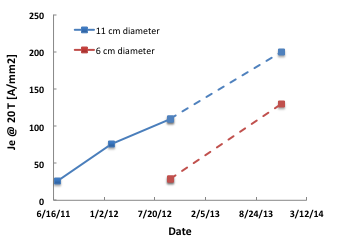 250
200
150
100
50
0
Je @ 20 T [A/mm2]
11 cm diameter
6 cm diameter
6/16/11 1/2/12 7/20/12 2/5/13 8/24/13 3/12/14
Date